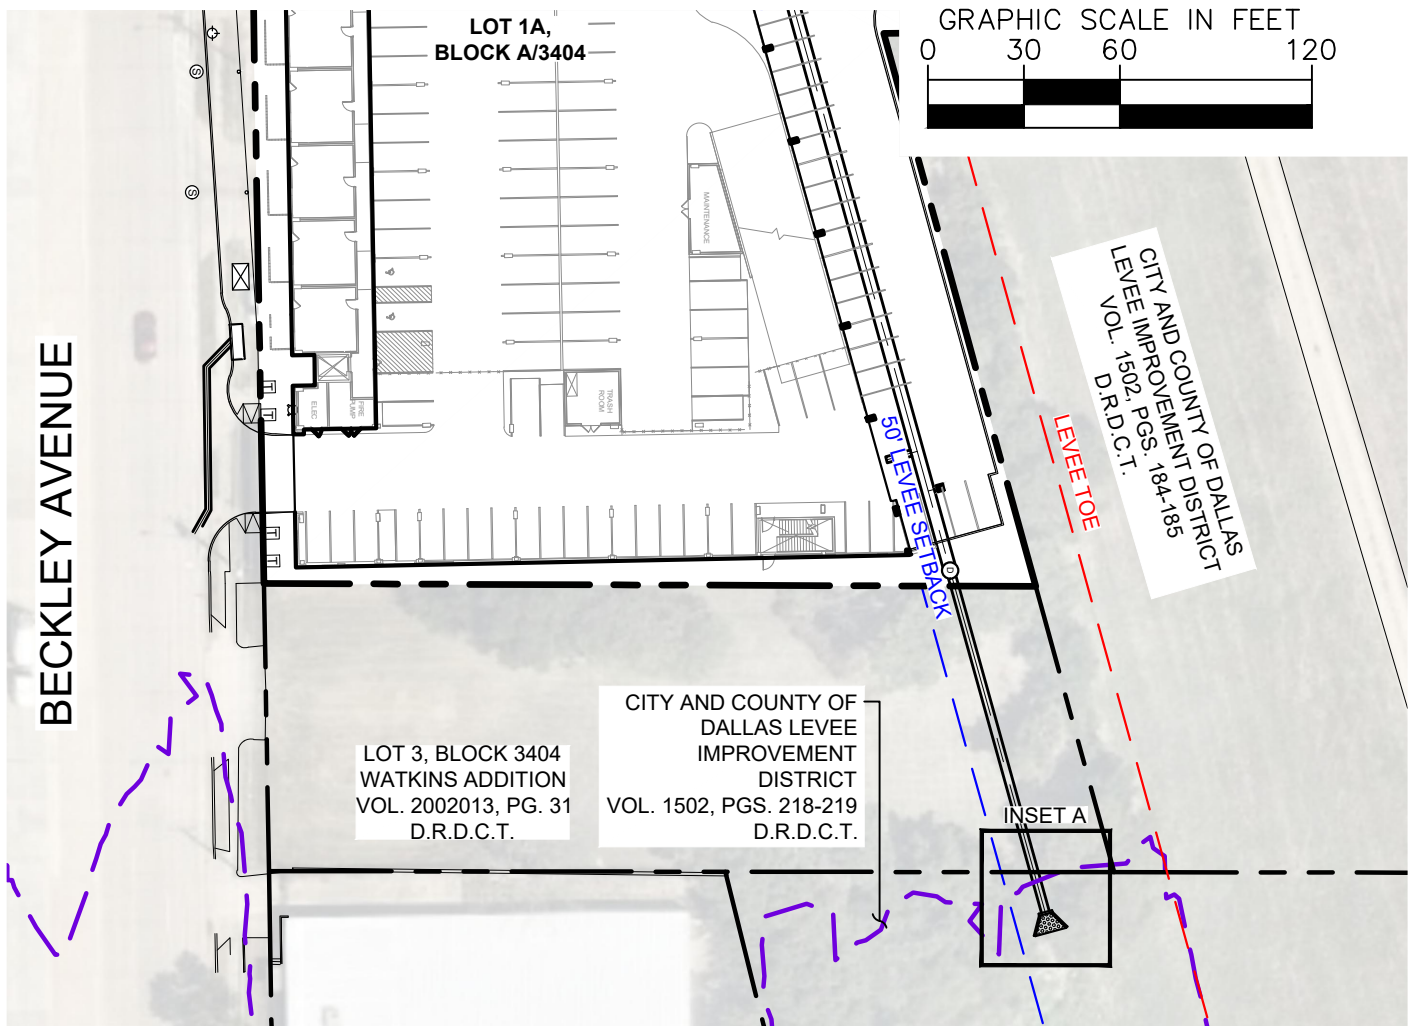 LOT 1A,
BLOCK A/3404
GRAPHIC SCALE IN FEET
0 30 60 120
S
S
MAINTENANCE
CITY AND COUNTY OF DALLAS
LEVEE IMPROVEMENT DISTRICT
VOL. 1502, PGS. 184-185
D.R.D.C.T.
BECKLEY AVENUE
ELEC
FIRE
PUMP
TRASH
ROOM
50' LEVEE SETBACK
LEVEE TOE
D
CITY AND COUNTY OF
DALLAS LEVEE
IMPROVEMENT
DISTRICT
VOL. 1502, PGS. 218-219
D.R.D.C.T.
LOT 3, BLOCK 3404
WATKINS ADDITION
VOL. 2002013, PG. 31
D.R.D.C.T.
INSET A